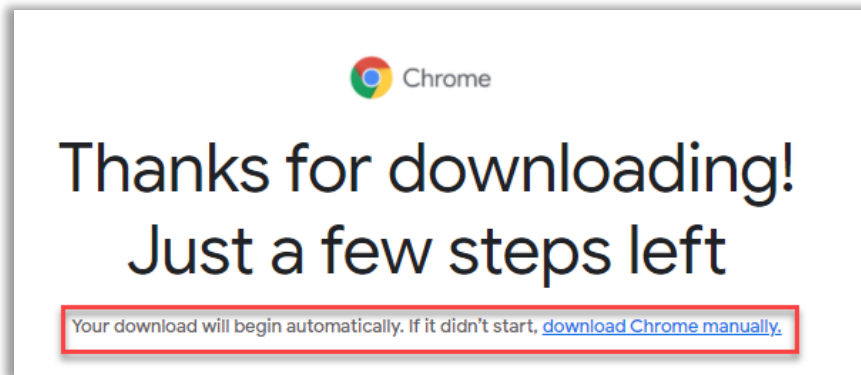 Chrome
Thanks for downloading!
Just a few steps left
Your download will begin automatically. If it didn't start, download Chrome manually.